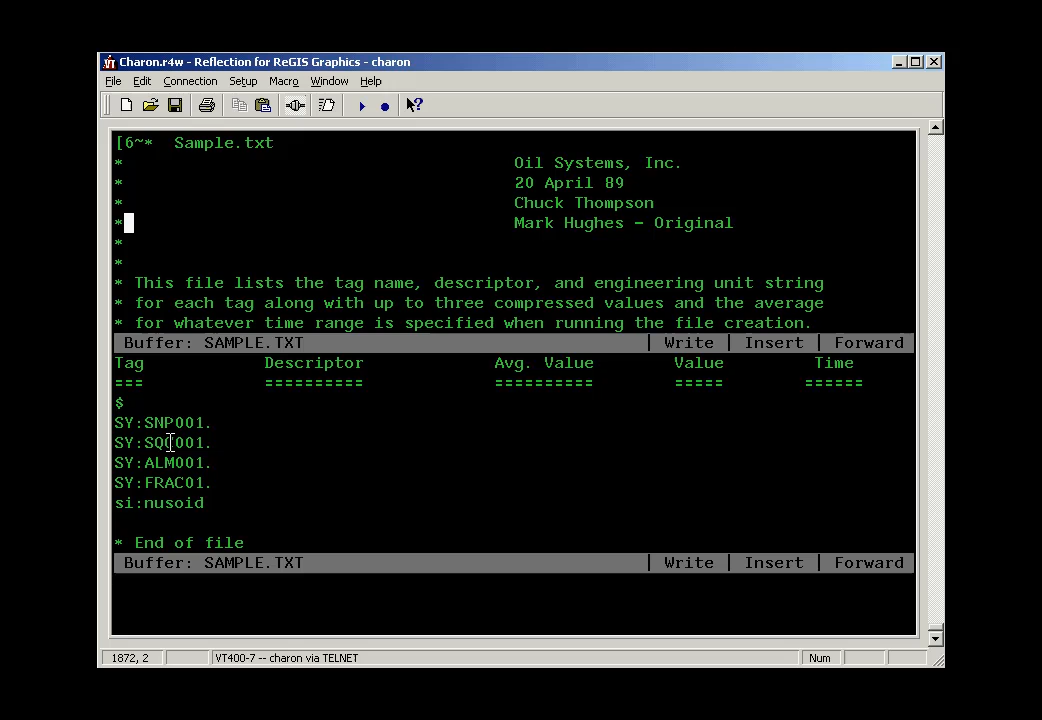 Charon.r4w - Reflection for ReGIS Graphics - charon
File Edit Connection Setup Macro Window Help
[6~* Sample.txt
* Oil Systems, Inc.
* 20 April 89
* Chuck Thompson
* Mark Hughes - Original
*
*
* This file lists the tag name, descriptor, and engineering unit string
* for each tag along with up to three compressed values and the average
* for whatever time range is specified when running the file creation.
Buffer: SAMPLE.TXT | Write | Insert | Forward
Tag Descriptor Avg. Value Value Time
=== ========== ========== ===== ======
$
SY:SNP001.
SY:SQC001.
SY:ALM001.
SY:FRAC01.
si:nusoid
* End of file
Buffer: SAMPLE.TXT | Write | Insert | Forward
1872, 2 VT400-7 -- charon via TELNET Num